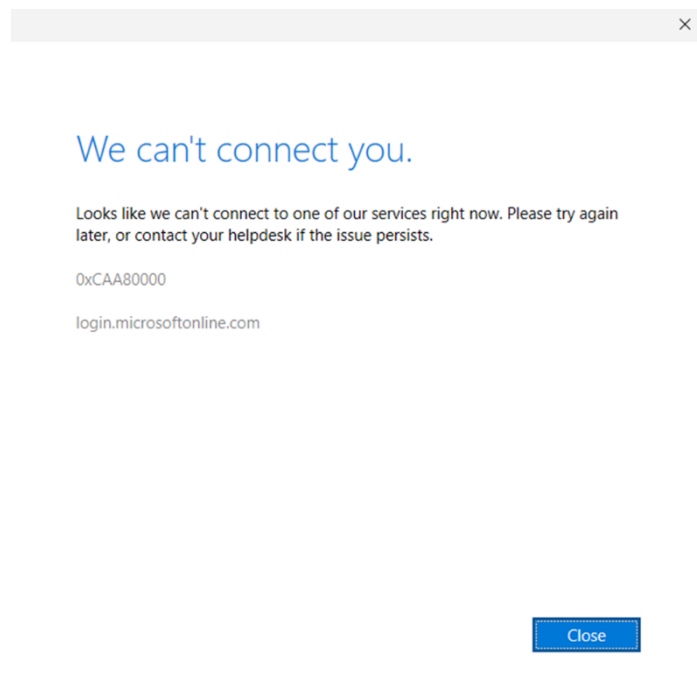 We can't connect you.
Looks like we can't connect to one of our services right now. Please try again
later, or contact your helpdesk if the issue persists.
0xCAA80000
login.microsoftonline.com
Close